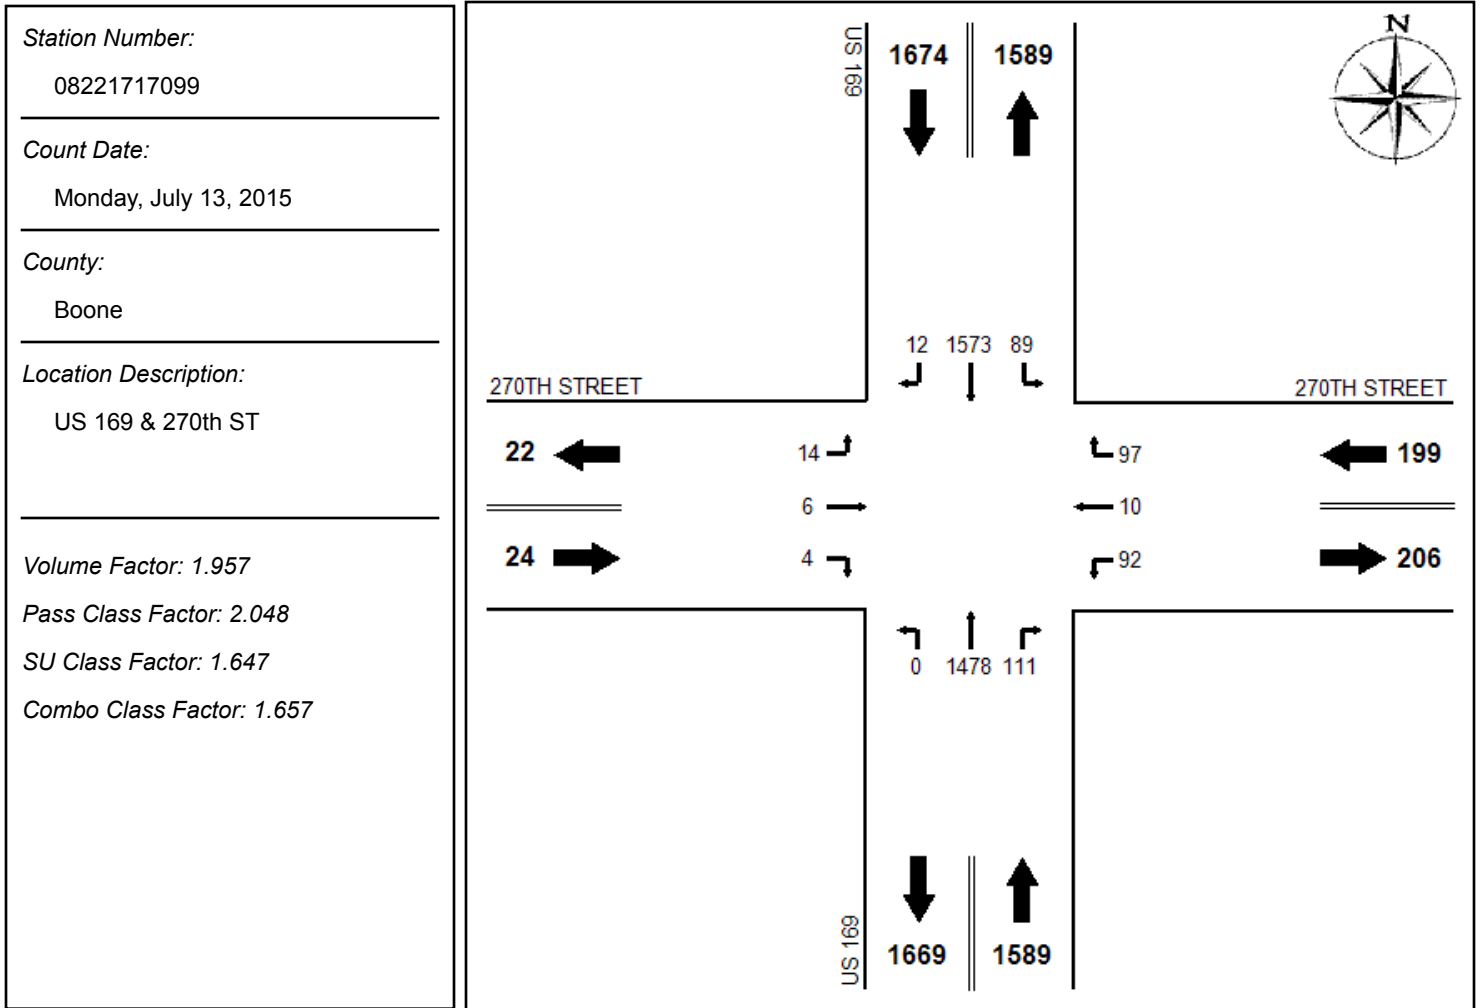 Station Number:
08221717099
Count Date:
Monday, July 13, 2015
County:
Boone
Location Description:
US 169 & 270th ST
Volume Factor: 1.957
Pass Class Factor: 2.048
SU Class Factor: 1.647
Combo Class Factor: 1.657
N
US 169
1674 1589
12 1573 89
270TH STREET 270TH STREET
22 14 97 199
6 10
24 4 92 206
0 1478 111
US 169
1669 1589